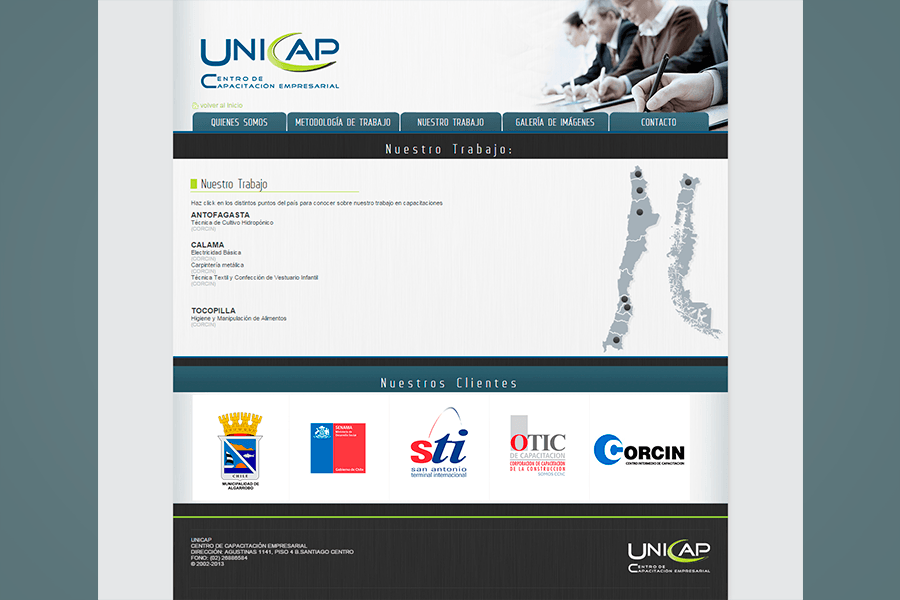 UNICAP
CENTRO DE
CAPACITACIÓN EMPRESARIAL
volver al Inicio
QUIENES SOMOS
METODOLOGÍA DE TRABAJO
NUESTRO TRABAJO
GALERÍA DE IMÁGENES
CONTACTO
Nuestro Trabajo:
Nuestro Trabajo
Haz click en los distintos puntos del país para conocer sobre nuestro trabajo en capacitaciones
ANTOFAGASTA
Técnica de Cultivo Hidropónico
(CORCIN)
CALAMA
Electricidad Básica
(CORCIN)
Carpintería metálica
(CORCIN)
Técnica Textil y Confección de Vestuario Infantil
(CORCIN)
TOCOPILLA
Higiene y Manipulación de Alimentos
(CORCIN)
Nuestros Clientes
CHILE
MUNICIPALIDAD DE
ALGARROBO
SENAMA
Ministerio de
Desarrollo Social
Gobierno de Chile
sti
san antonio
terminal internacional
OTIC
DE CAPACITACION
CORPORACION DE CAPACITACION
DE LA CONSTRUCCION
CORCIN
CENTRO INTERMEDIO DE CAPACITACION
UNICAP
CENTRO DE CAPACITACIÓN EMPRESARIAL
DIRECCIÓN: AGUSTINAS 1141, PISO 4 B.SANTIAGO CENTRO
FONO: (02) 26886584
© 2002-2013
UNICAP
CENTRO DE
CAPACITACIÓN EMPRESARIAL